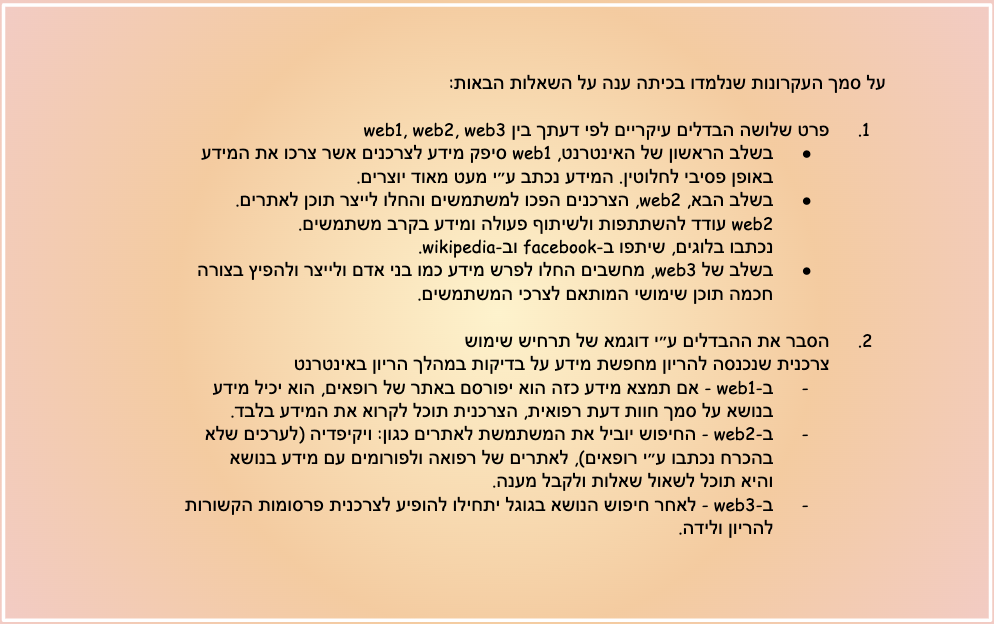 על סמך העקרונות שנלמדו בכיתה ענה על השאלות הבאות:
1. פרט שלושה הבדלים עיקריים לפי דעתך בין web1, web2, web3
● בשלב הראשון של האינטרנט, web1 סיפק מידע לצרכנים אשר צרכו את המידע
באופן פסיבי לחלוטין. המידע נכתב ע״י מעט מאוד יוצרים.
● בשלב הבא, web2, הצרכנים הפכו למשתמשים והחלו לייצר תוכן לאתרים.
web2 עודד להשתתפות ולשיתוף פעולה ומידע בקרב משתמשים.
נכתבו בלוגים, שיתפו ב-facebook וב-wikipedia.
● בשלב של web3, מחשבים החלו לפרש מידע כמו בני אדם ולייצר ולהפיץ בצורה
חכמה תוכן שימושי המותאם לצרכי המשתמשים.
2. הסבר את ההבדלים ע״י דוגמא של תרחיש שימוש
צרכנית שנכנסה להריון מחפשת מידע על בדיקות במהלך הריון באינטרנט
- ב-web1 - אם תמצא מידע כזה הוא יפורסם באתר של רופאים, הוא יכיל מידע
בנושא על סמך חוות דעת רפואית, הצרכנית תוכל לקרוא את המידע בלבד.
- ב-web2 - החיפוש יוביל את המשתמשת לאתרים כגון: ויקיפדיה (לערכים שלא
בהכרח נכתבו ע״י רופאים), לאתרים של רפואה ולפורומים עם מידע בנושא
והיא תוכל לשאול שאלות ולקבל מענה.
- ב-web3 - לאחר חיפוש הנושא בגוגל יתחילו להופיע לצרכנית פרסומות הקשורות
להריון ולידה.